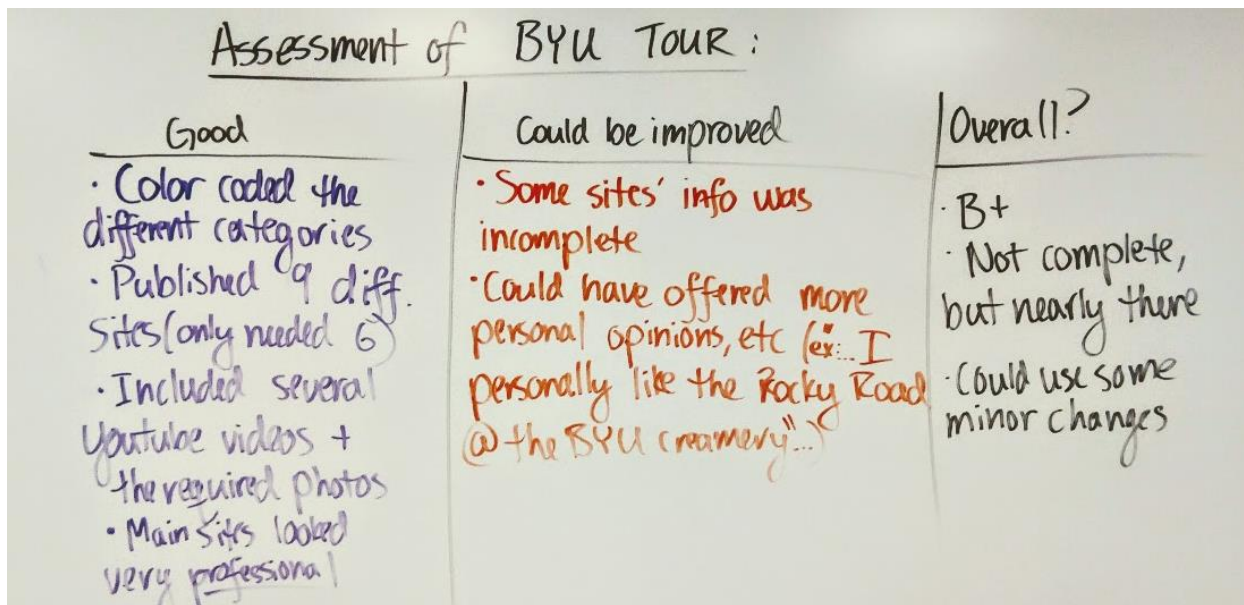 Assessment of BYU TOUR:
Good
· Color coded the
different categories
· Published 9 diff.
Sites (only needed 6)
· Included several
Youtube videos +
the required photos
· Main sites looked
very professional
Could be improved
· Some sites' info was
incomplete
· Could have offered more
personal opinions, etc (ex:"...I
personally like the Rocky Road
@ the BYU creamery"...)
Overall?
· B+
· Not complete,
but nearly there
· Could use some
minor changes